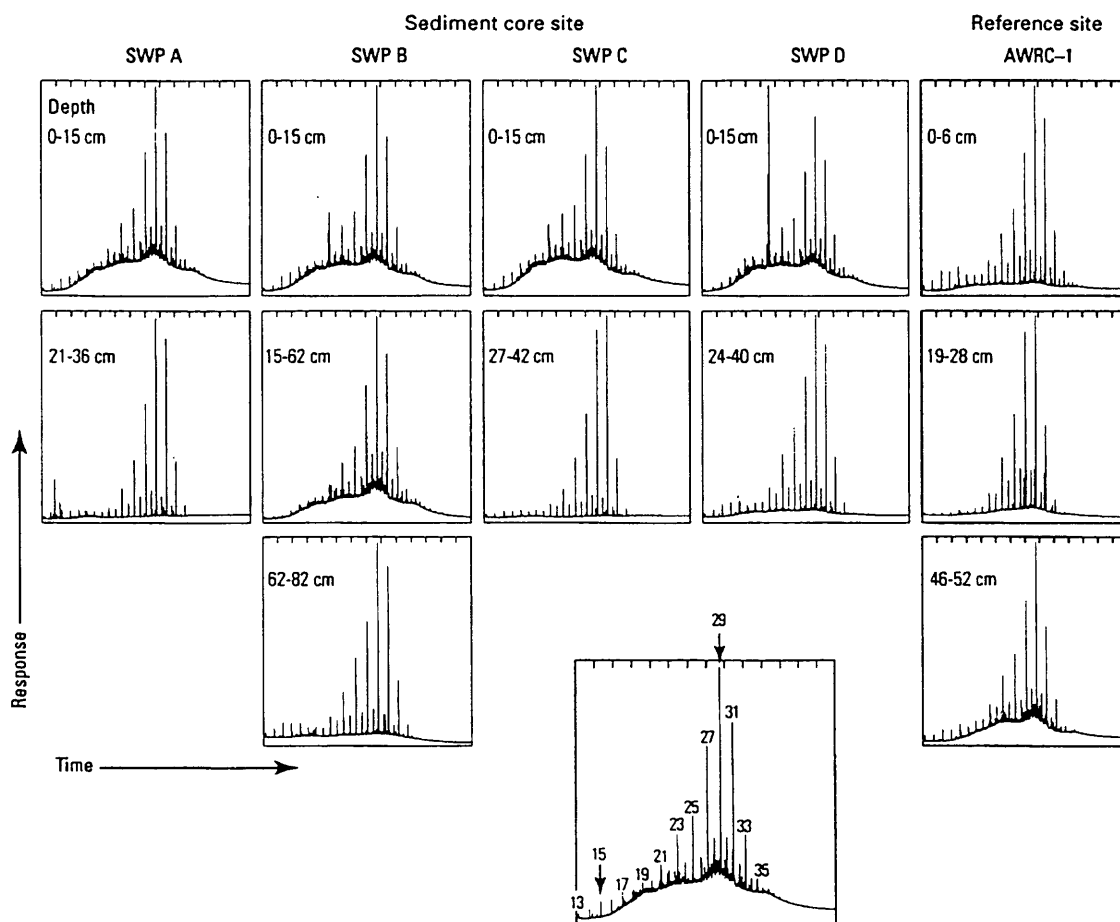 Sediment core site
Reference site
SWP A
SWP B
SWP C
SWP D
AWRC–1
Depth
0-15 cm
0-15 cm
0-15 cm
0-15 cm
0-6 cm
21-36 cm
15-62 cm
27-42 cm
24-40 cm
19-28 cm
62-82 cm
46-52 cm
Response
Time
29
31
27
25
23
33
21
15
19
35
17
13